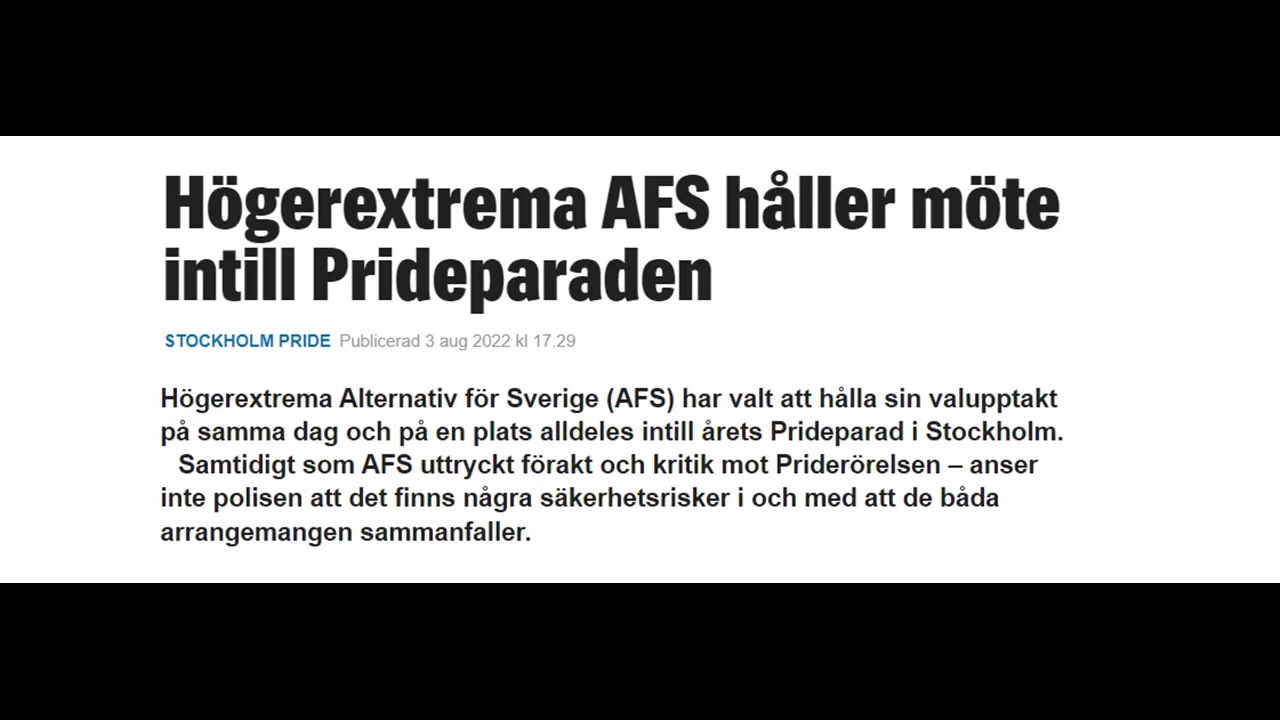 Högerextrema AFS håller möte
intill Prideparaden
STOCKHOLM PRIDE Publicerad 3 aug 2022 kl 17.29
Högerextrema Alternativ för Sverige (AFS) har valt att hålla sin valupptakt
på samma dag och på en plats alldeles intill årets Prideparad i Stockholm.
Samtidigt som AFS uttryckt förakt och kritik mot Priderörelsen – anser
inte polisen att det finns några säkerhetsrisker i och med att de båda
arrangemangen sammanfaller.